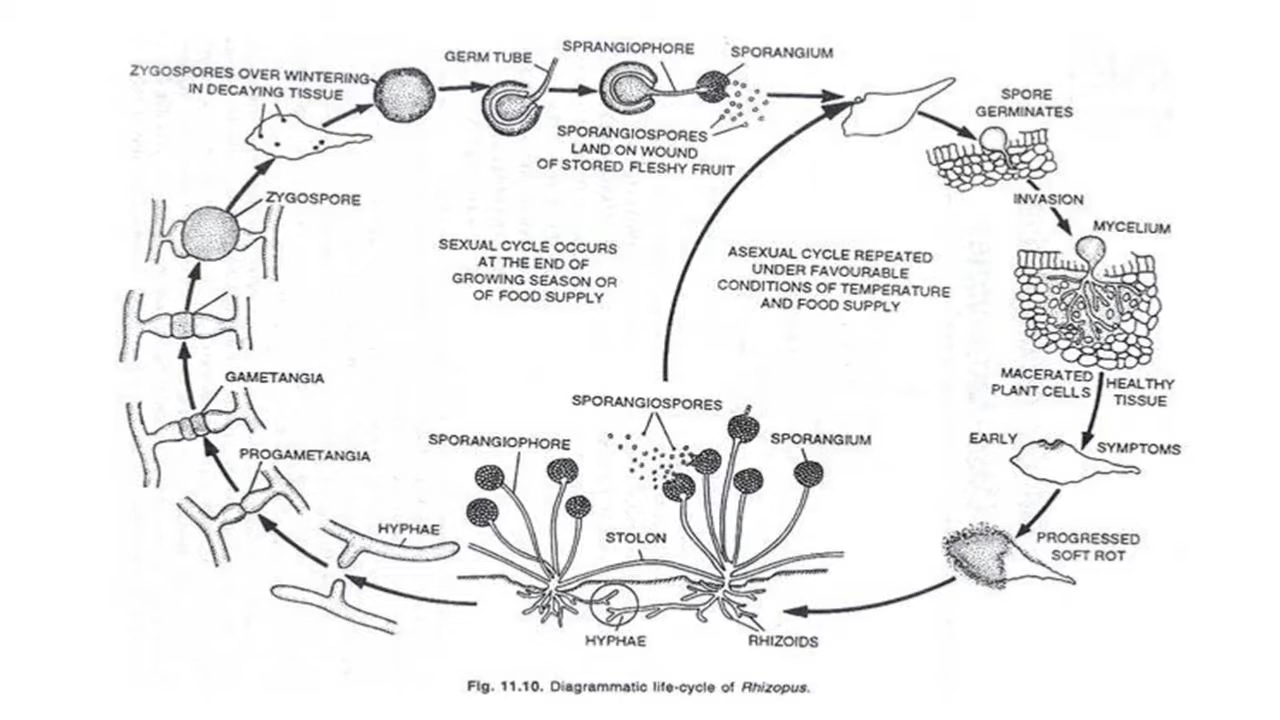 GERM TUBE
SPRANGIOPHORE
SPORANGIUM
ZYGOSPORES OVER WINTERING
IN DECAYING TISSUE
SPORANGIOSPORES
LAND ON WOUND
OF STORED FLESHY FRUIT
SPORE
GERMINATES
INVASION
MYCELIUM
ZYGOSPORE
SEXUAL CYCLE OCCURS
AT THE END OF
GROWING SEASON OR
OF FOOD SUPPLY
ASEXUAL CYCLE REPEATED
UNDER FAVOURABLE
CONDITIONS OF TEMPERATURE
AND FOOD SUPPLY
MACERATED
PLANT CELLS
HEALTHY
TISSUE
GAMETANGIA
SPORANGIOSPORES
SPORANGIOPHORE
SPORANGIUM
EARLY
SYMPTOMS
PROGAMETANGIA
HYPHAE
STOLON
PROGRESSED
SOFT ROT
HYPHAE
RHIZOIDS
Fig. 11.10. Diagrammatic life-cycle of Rhizopus.